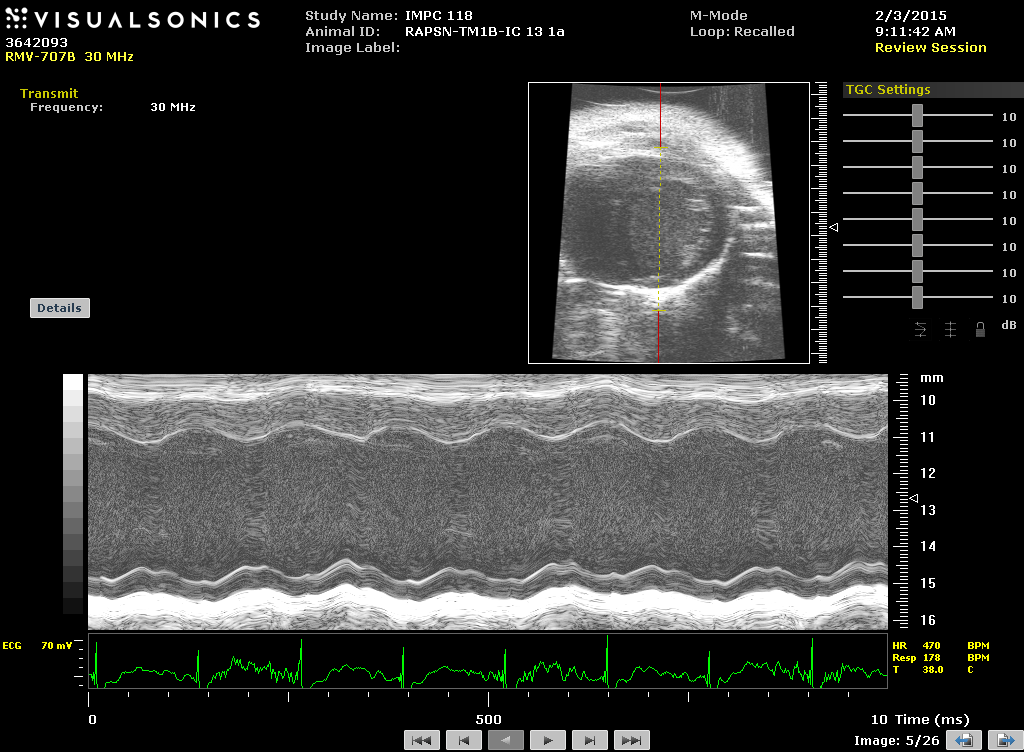 VISUALSONICS
3642093
RMV-707B 30 MHz
Study Name: IMPC 118
Animal ID: RAPSN-TM1B-IC 13 1a
Image Label:
M-Mode
Loop: Recalled
2/3/2015
9:11:42 AM
Review Session
Transmit
Frequency: 30 MHz
Details
TGC Settings
10
10
10
10
10
10
10
10
dB
mm
10
11
12
13
14
15
16
ECG 70 mV
HR 470 BPM
Resp 178 BPM
T 38.0 C
0 500 10 Time (ms)
Image: 5/26